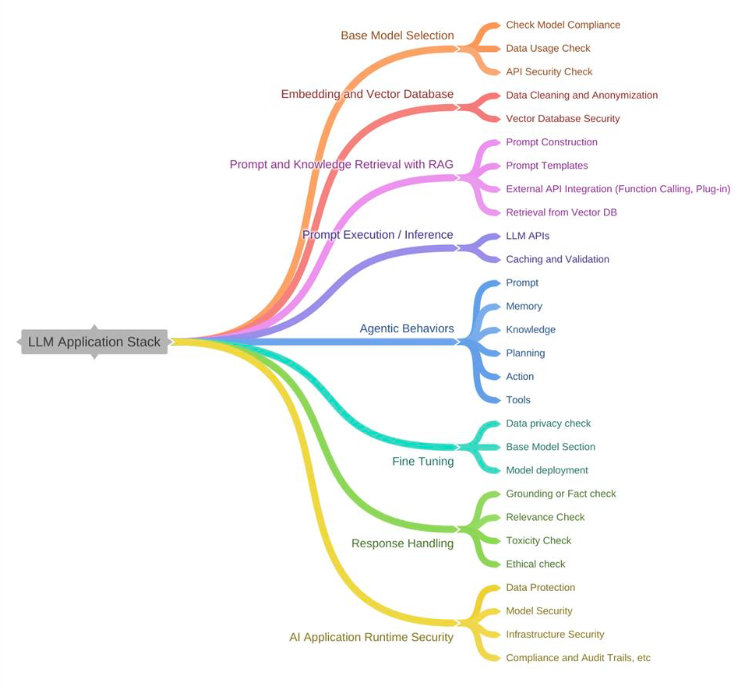 LLM Application Stack
Base Model Selection
Check Model Compliance
Data Usage Check
API Security Check
Embedding and Vector Database
Data Cleaning and Anonymization
Vector Database Security
Prompt and Knowledge Retrieval with RAG
Prompt Construction
Prompt Templates
External API Integration (Function Calling, Plug-in)
Retrieval from Vector DB
Prompt Execution / Inference
LLM APIs
Caching and Validation
Agentic Behaviors
Prompt
Memory
Knowledge
Planning
Action
Tools
Fine Tuning
Data privacy check
Base Model Section
Model deployment
Response Handling
Grounding or Fact check
Relevance Check
Toxicity Check
Ethical check
AI Application Runtime Security
Data Protection
Model Security
Infrastructure Security
Compliance and Audit Trails, etc